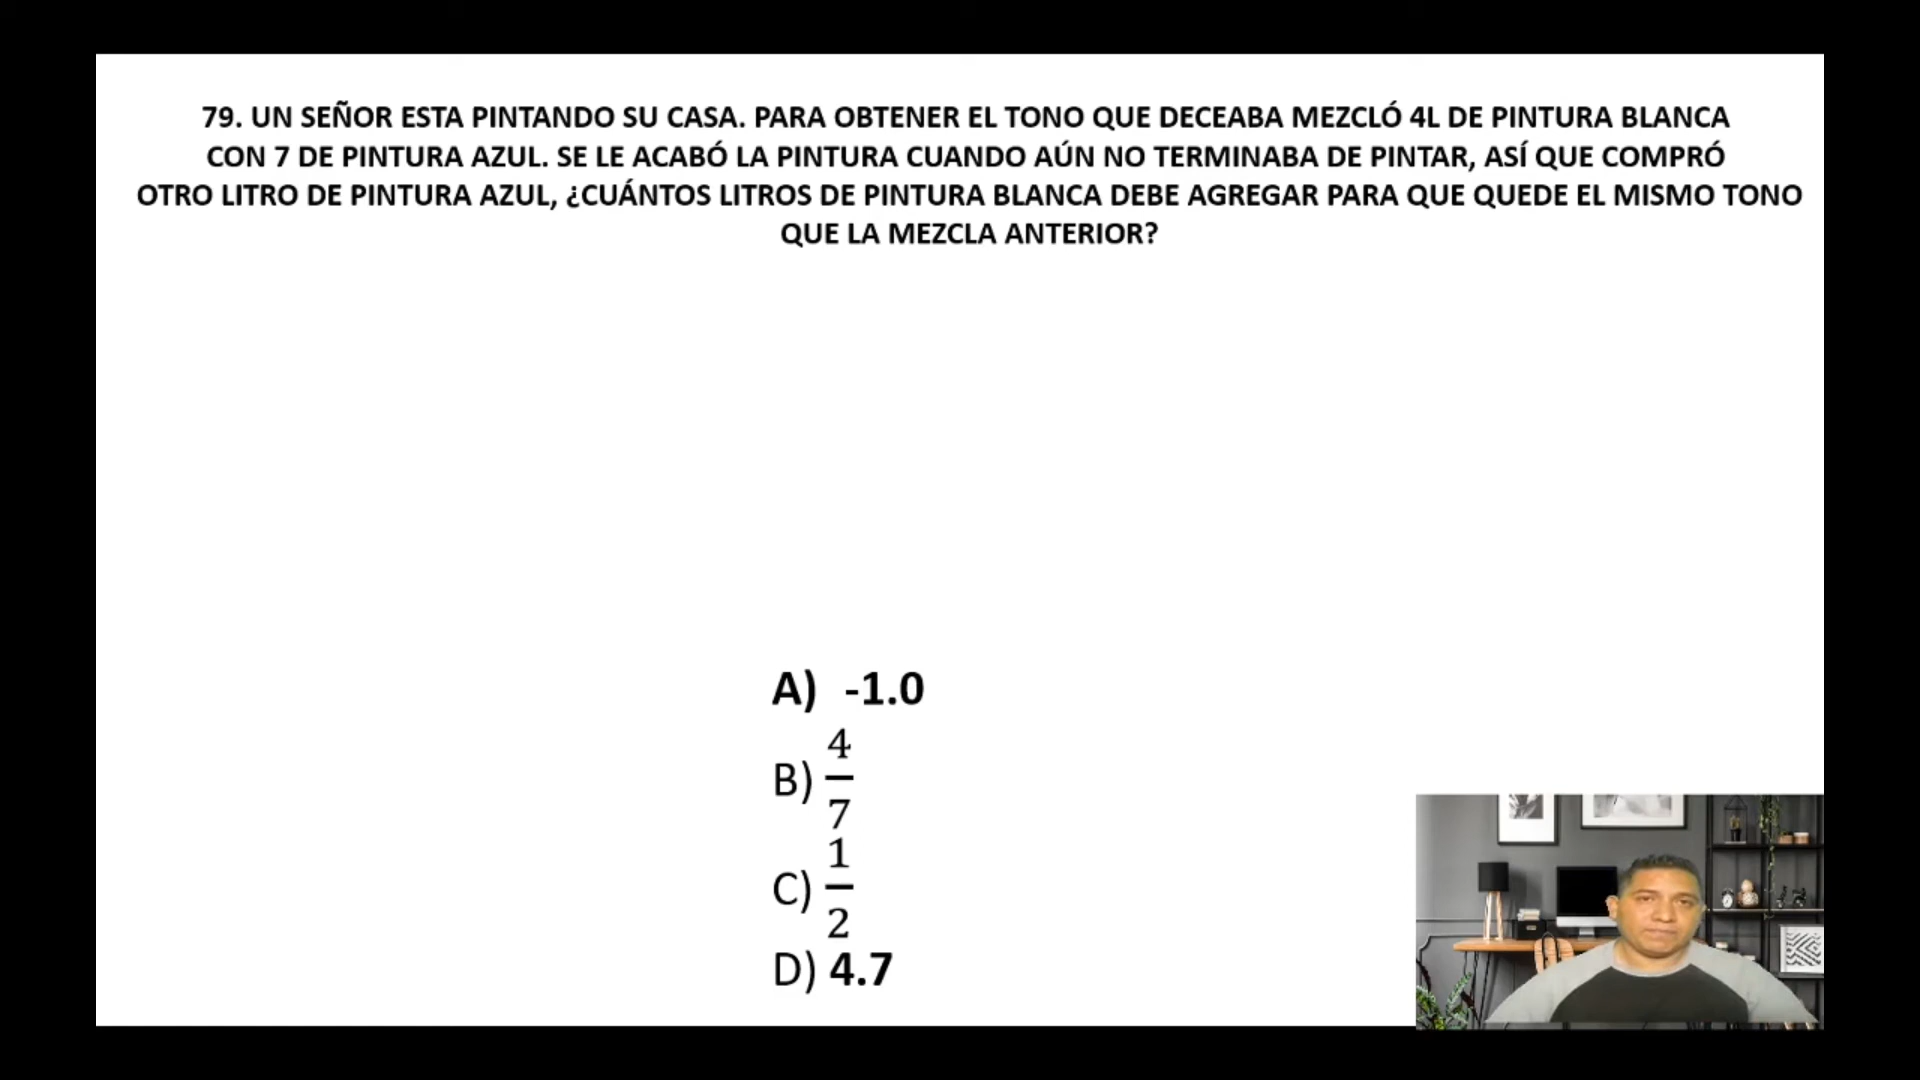 79. UN SEÑOR ESTA PINTANDO SU CASA. PARA OBTENER EL TONO QUE DECEABA MEZCLÓ 4L DE PINTURA BLANCA
CON 7 DE PINTURA AZUL. SE LE ACABÓ LA PINTURA CUANDO AÚN NO TERMINABA DE PINTAR, ASÍ QUE COMPRÓ
OTRO LITRO DE PINTURA AZUL, ¿CUÁNTOS LITROS DE PINTURA BLANCA DEBE AGREGAR PARA QUE QUEDE EL MISMO TONO
QUE LA MEZCLA ANTERIOR?
A) -1.0
B) 4/7
C) 1/2
D) 4.7